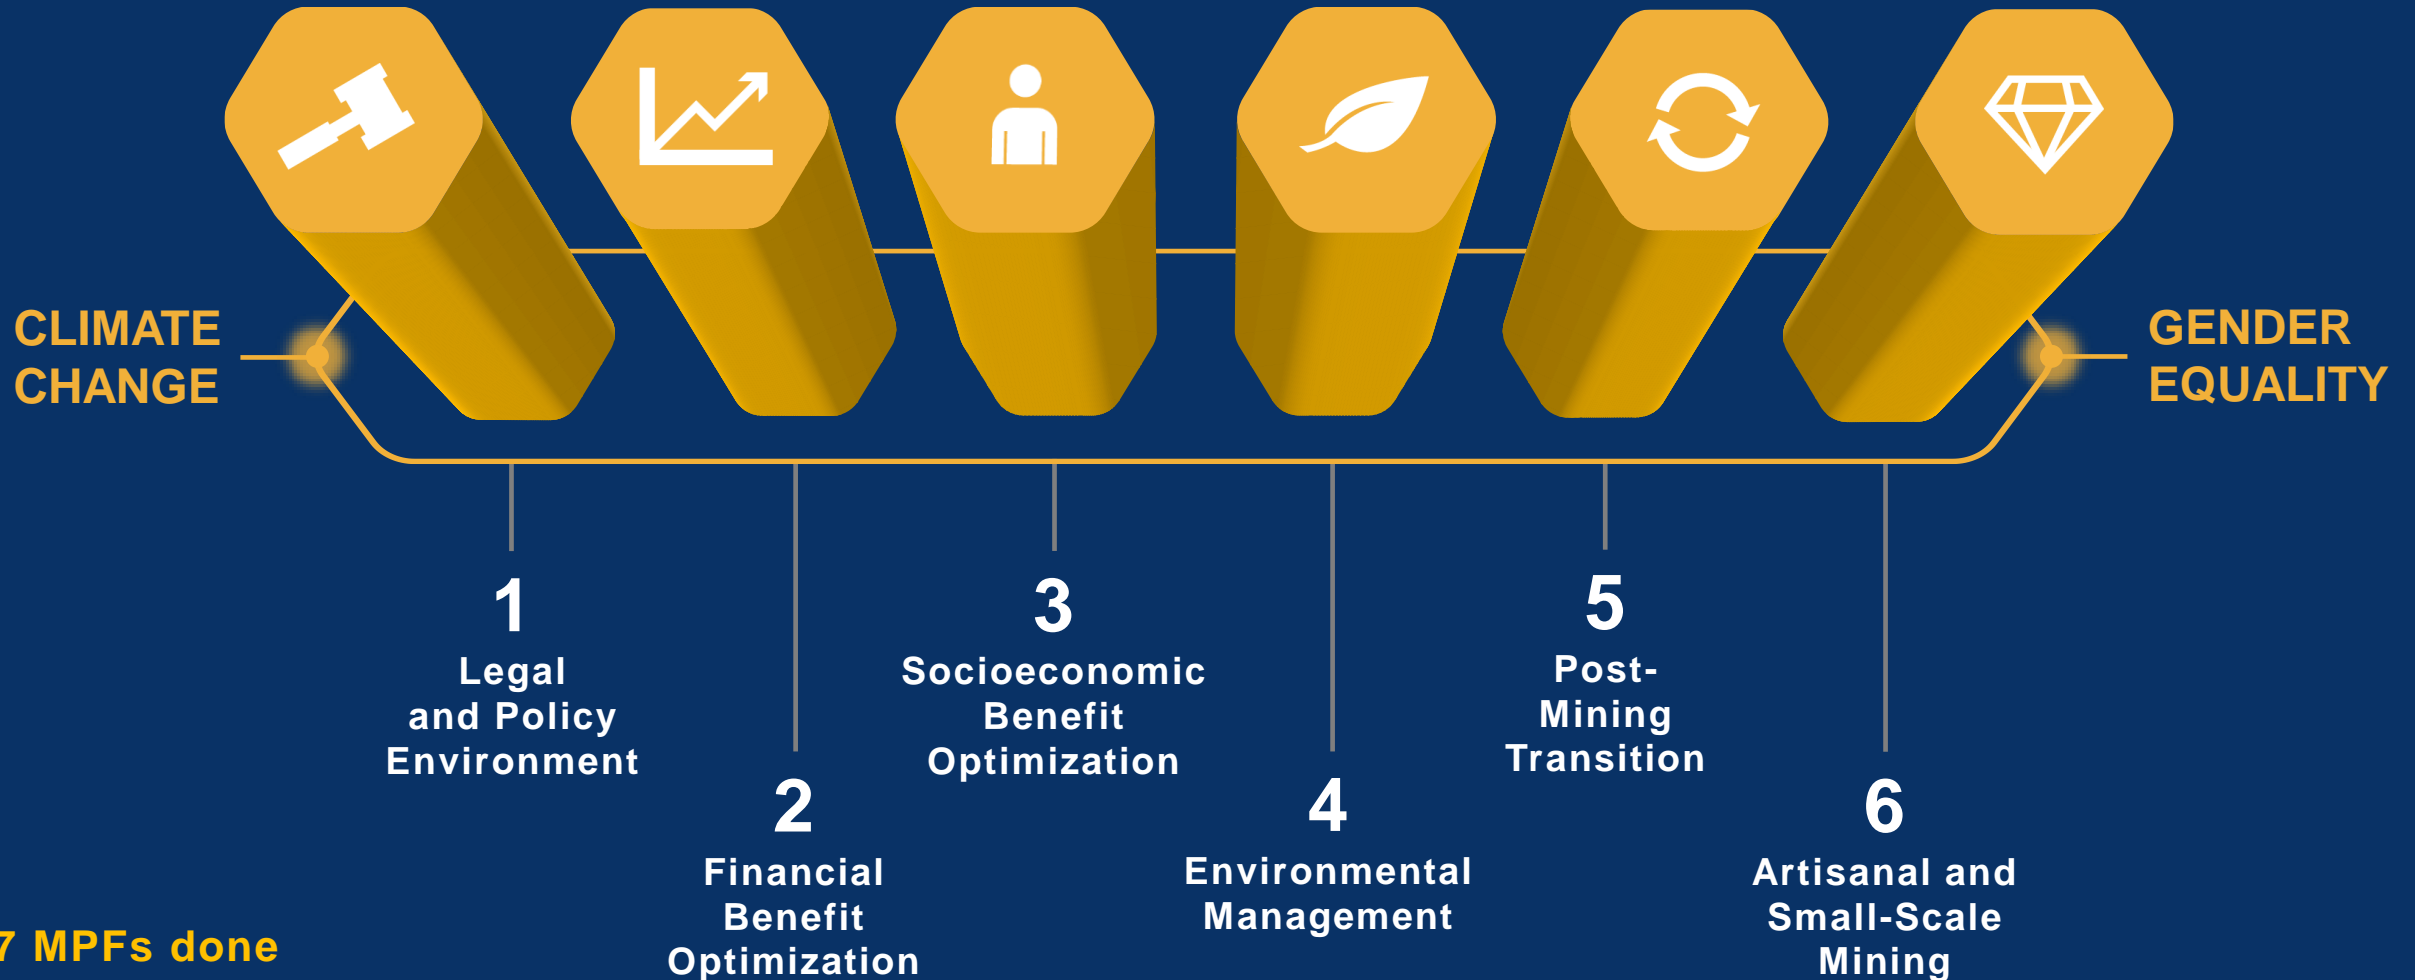 CLIMATE
CHANGE
GENDER
EQUALITY
1
Legal
and Policy
Environment
2
Financial
Benefit
Optimization
3
Socioeconomic
Benefit
Optimization
4
Environmental
Management
5
Post-
Mining
Transition
6
Artisanal and
Small-Scale
Mining
7 MPFs done